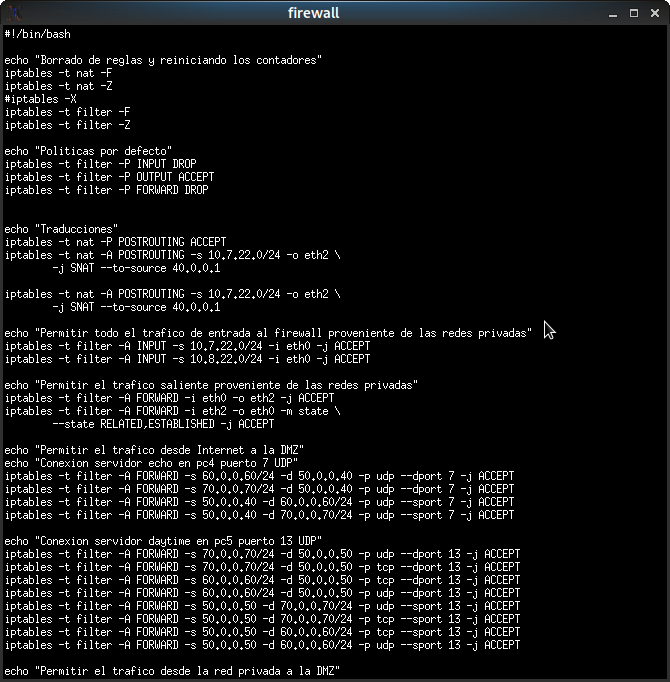 firewall
#!/bin/bash
echo "Borrado de reglas y reiniciando los contadores"
iptables -t nat -F
iptables -t nat -Z
#iptables -X
iptables -t filter -F
iptables -t filter -Z
echo "Politicas por defecto"
iptables -t filter -P INPUT DROP
iptables -t filter -P OUTPUT ACCEPT
iptables -t filter -P FORWARD DROP
echo "Traducciones"
iptables -t nat -P POSTROUTING ACCEPT
iptables -t nat -A POSTROUTING -s 10.7.22.0/24 -o eth2 \
-j SNAT --to-source 40.0.0.1
iptables -t nat -A POSTROUTING -s 10.7.22.0/24 -o eth2 \
-j SNAT --to-source 40.0.0.1
echo "Permitir todo el trafico de entrada al firewall proveniente de las redes privadas"
iptables -t filter -A INPUT -s 10.7.22.0/24 -i eth0 -j ACCEPT
iptables -t filter -A INPUT -s 10.8.22.0/24 -i eth0 -j ACCEPT
echo "Permitir el trafico saliente proveniente de las redes privadas"
iptables -t filter -A FORWARD -i eth0 -o eth2 -j ACCEPT
iptables -t filter -A FORWARD -i eth2 -o eth0 -m state \
--state RELATED,ESTABLISHED -j ACCEPT
echo "Permitir el trafico desde Internet a la DMZ"
echo "Conexion servidor echo en pc4 puerto 7 UDP"
iptables -t filter -A FORWARD -s 60.0.0.60/24 -d 50.0.0.40 -p udp --dport 7 -j ACCEPT
iptables -t filter -A FORWARD -s 70.0.0.70/24 -d 50.0.0.40 -p udp --dport 7 -j ACCEPT
iptables -t filter -A FORWARD -s 50.0.0.40 -d 60.0.0.60/24 -p udp --sport 7 -j ACCEPT
iptables -t filter -A FORWARD -s 50.0.0.40 -d 70.0.0.70/24 -p udp --sport 7 -j ACCEPT
echo "Conexion servidor daytime en pc5 puerto 13 UDP"
iptables -t filter -A FORWARD -s 70.0.0.70/24 -d 50.0.0.50 -p udp --dport 13 -j ACCEPT
iptables -t filter -A FORWARD -s 70.0.0.70/24 -d 50.0.0.50 -p tcp --dport 13 -j ACCEPT
iptables -t filter -A FORWARD -s 60.0.0.60/24 -d 50.0.0.50 -p tcp --dport 13 -j ACCEPT
iptables -t filter -A FORWARD -s 60.0.0.60/24 -d 50.0.0.50 -p udp --dport 13 -j ACCEPT
iptables -t filter -A FORWARD -s 50.0.0.50 -d 70.0.0.70/24 -p udp --sport 13 -j ACCEPT
iptables -t filter -A FORWARD -s 50.0.0.50 -d 70.0.0.70/24 -p tcp --sport 13 -j ACCEPT
iptables -t filter -A FORWARD -s 50.0.0.50 -d 60.0.0.60/24 -p tcp --sport 13 -j ACCEPT
iptables -t filter -A FORWARD -s 50.0.0.50 -d 60.0.0.60/24 -p udp --sport 13 -j ACCEPT
echo "Permitir el trafico desde la red privada a la DMZ"